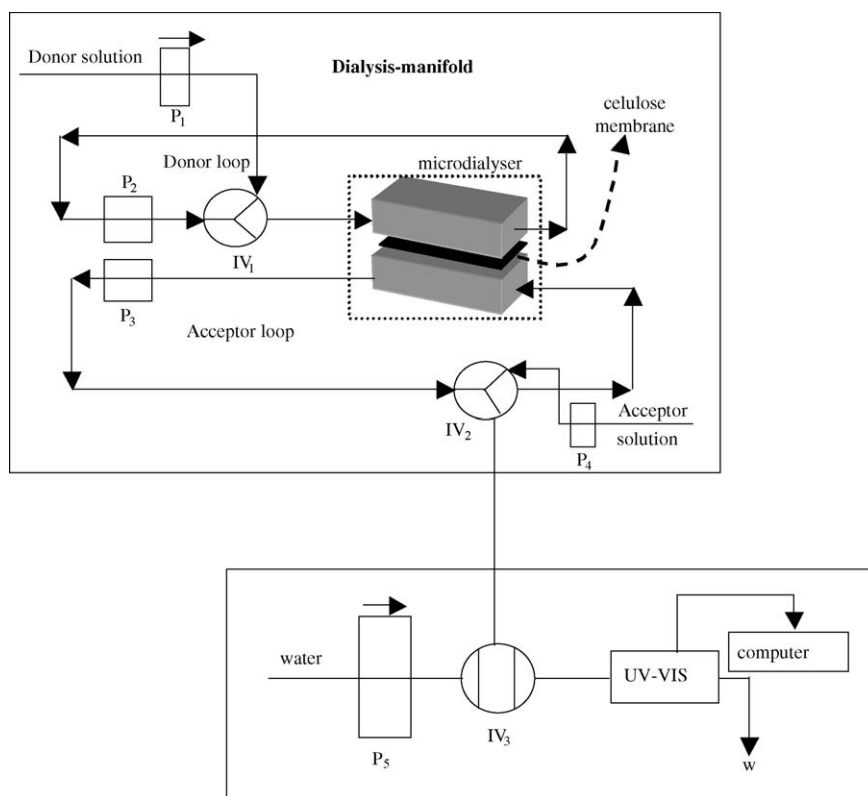 Donor solution
Dialysis-manifold
P1
celulose
membrane
Donor loop
microdialyser
P2
IV1
P3
Acceptor loop
IV2
Acceptor
solution
P4
water
computer
UV-VIS
P5
IV3
w